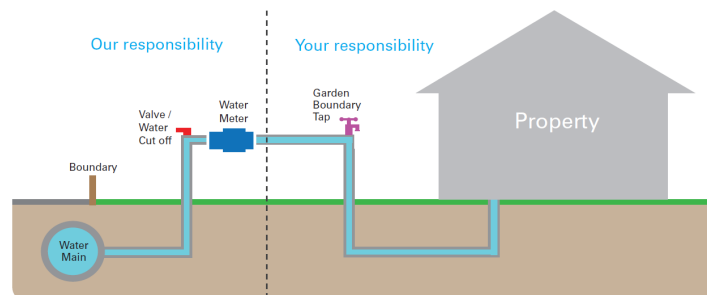 Our responsibility
Your responsibility
Valve /
Water
Cut off
Water
Meter
Garden
Boundary
Tap
Property
Boundary
Water
Main